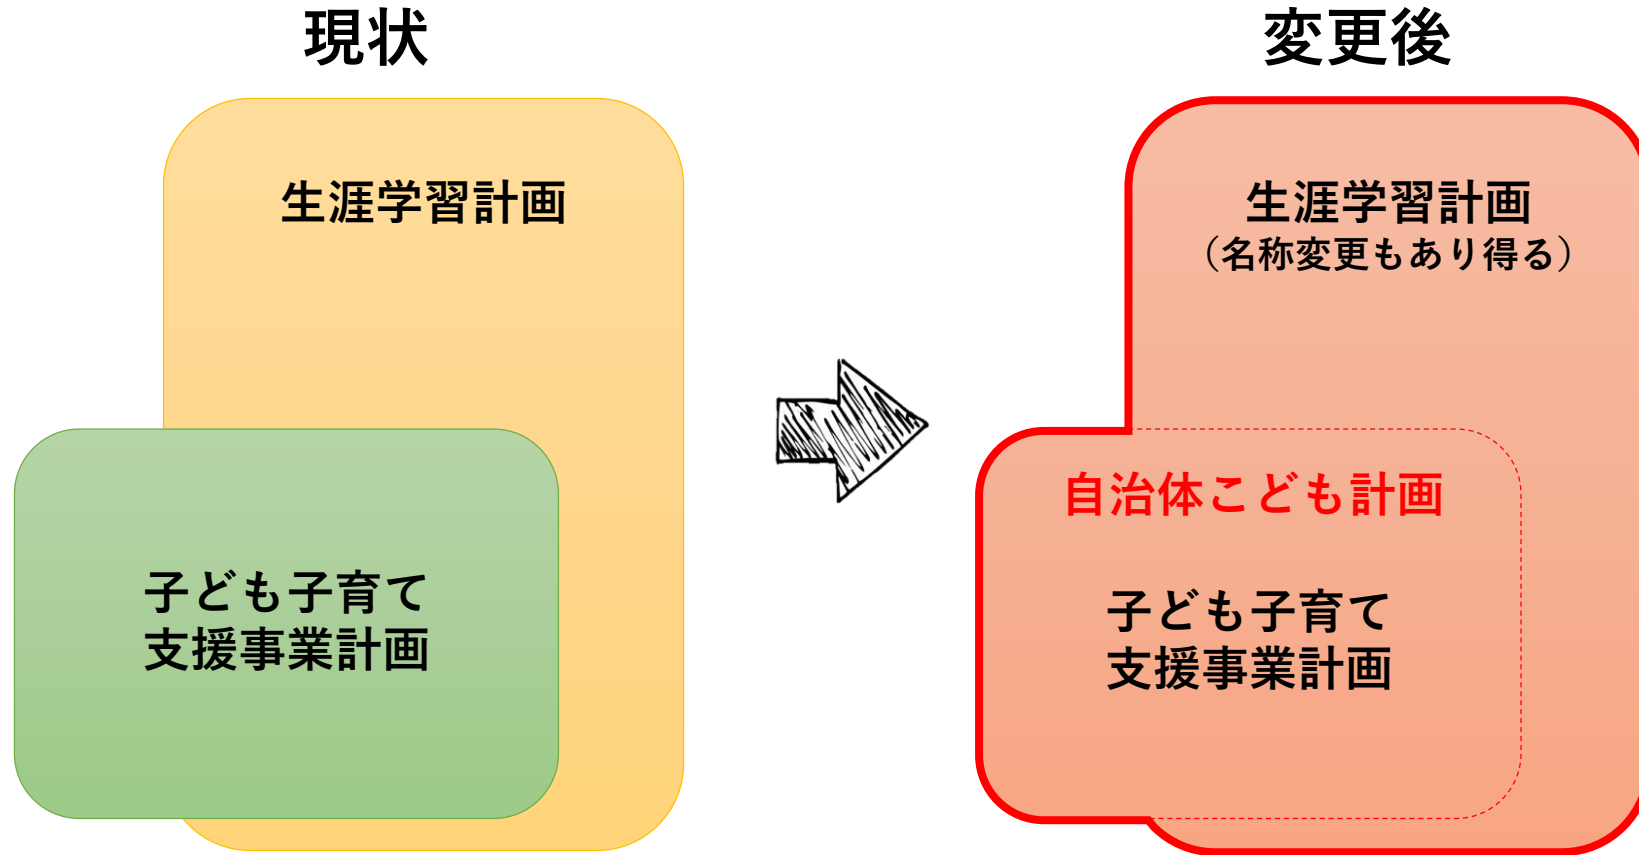 現状
生涯学習計画
子ども子育て
支援事業計画
変更後
生涯学習計画
（名称変更もあり得る）
自治体こども計画
子ども子育て
支援事業計画